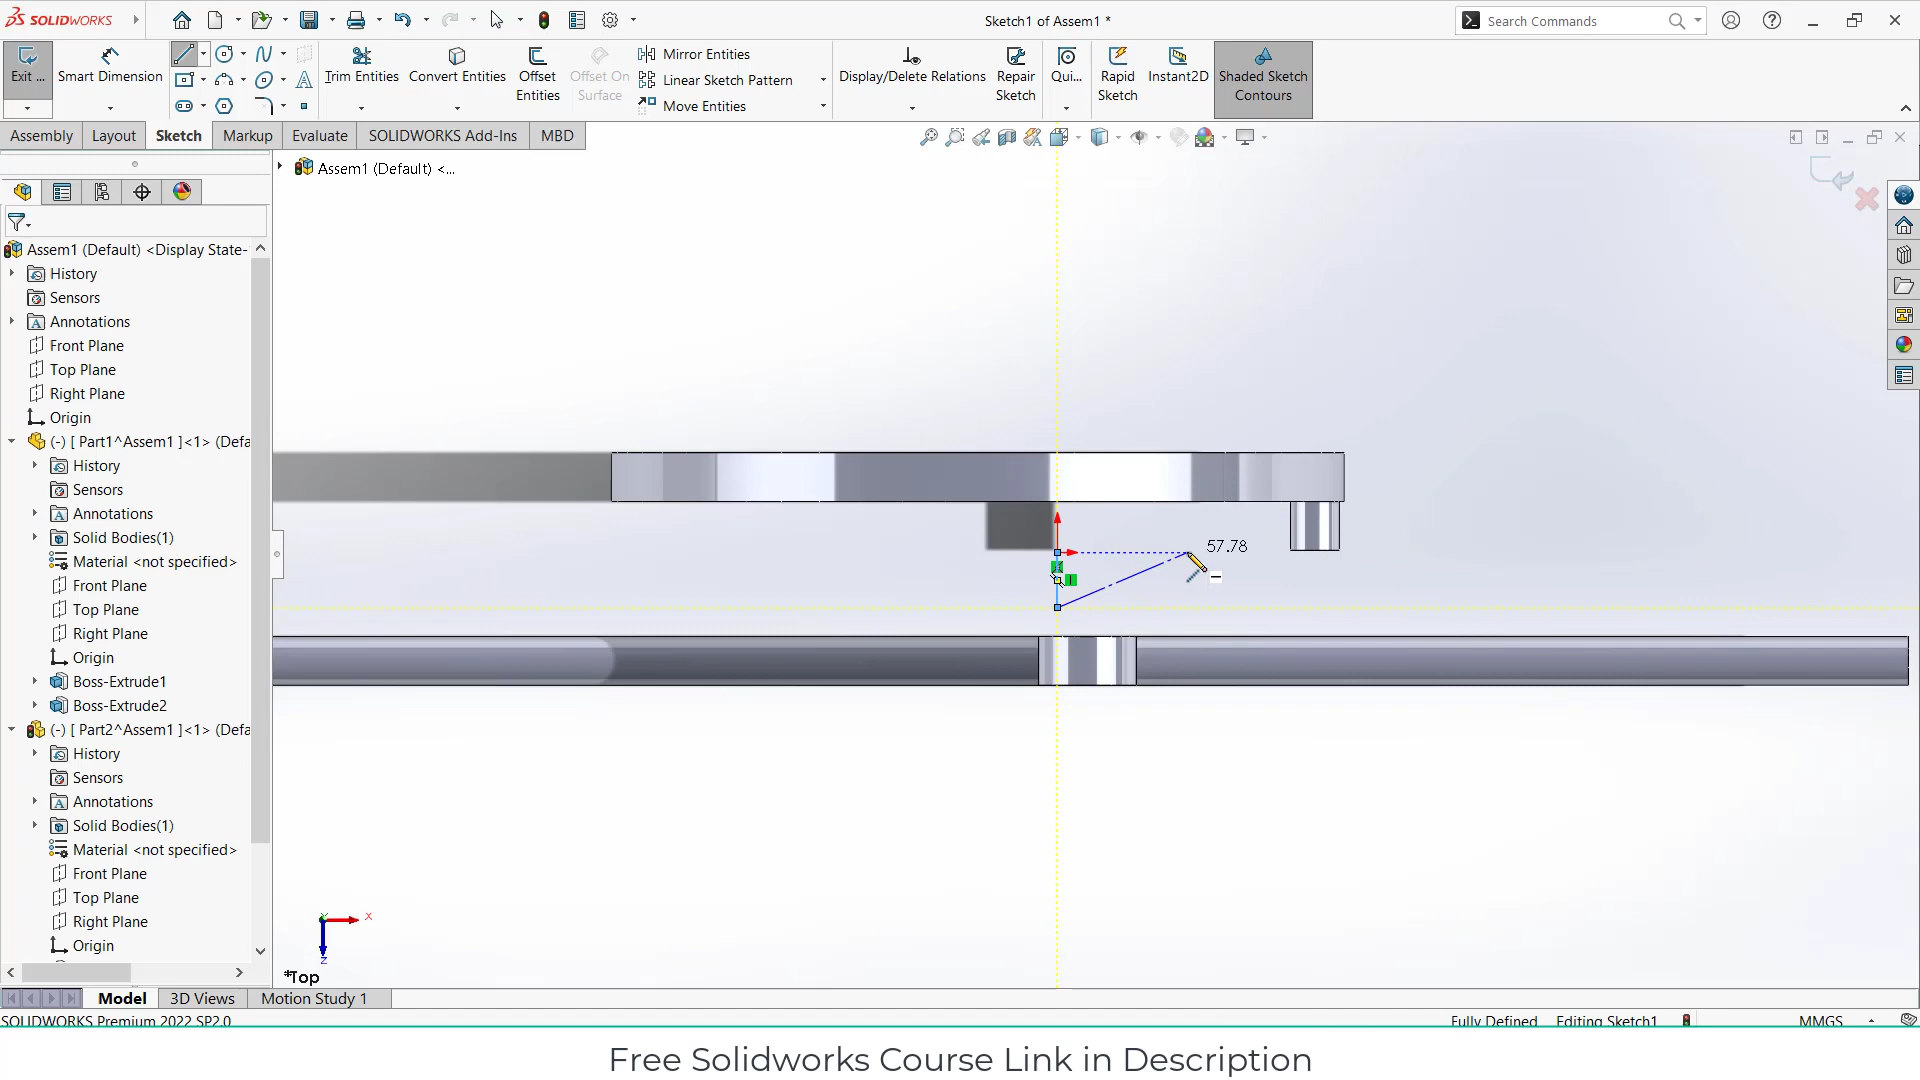 SOLIDWORKS
Sketch1 of Assem1 *
Search Commands
Exit ...
Smart Dimension
Trim Entities
Convert Entities
Offset Entities
Offset On Surface
Mirror Entities
Linear Sketch Pattern
Move Entities
Display/Delete Relations
Repair Sketch
Qui...
Rapid Sketch
Instant2D
Shaded Sketch Contours
Assembly
Layout
Sketch
Markup
Evaluate
SOLIDWORKS Add-Ins
MBD
Assem1 (Default) <...
Assem1 (Default) <Display State-
History
Sensors
Annotations
Front Plane
Top Plane
Right Plane
Origin
(-) [ Part1^Assem1 ]<1> (Defa
History
Sensors
Annotations
Solid Bodies(1)
Material <not specified>
Front Plane
Top Plane
Right Plane
Origin
Boss-Extrude1
Boss-Extrude2
(-) [ Part2^Assem1 ]<1> (Defa
History
Sensors
Annotations
Solid Bodies(1)
Material <not specified>
Front Plane
Top Plane
Right Plane
Origin
57.78
X
Y
Z
*Top
Model
3D Views
Motion Study 1
SOLIDWORKS Premium 2022 SP2.0
Fully Defined
Editing Sketch1
MMGS
Free Solidworks Course Link in Description